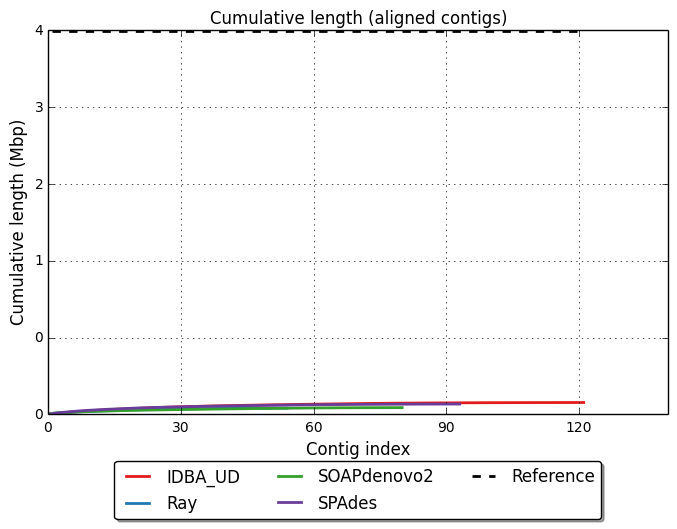 Cumulative length (aligned contigs)
4
3
2
1
0
0
Cumulative length (Mbp)
0 30 60 90 120
Contig index
IDBA_UD SOAPdenovo2 Reference
Ray SPAdes